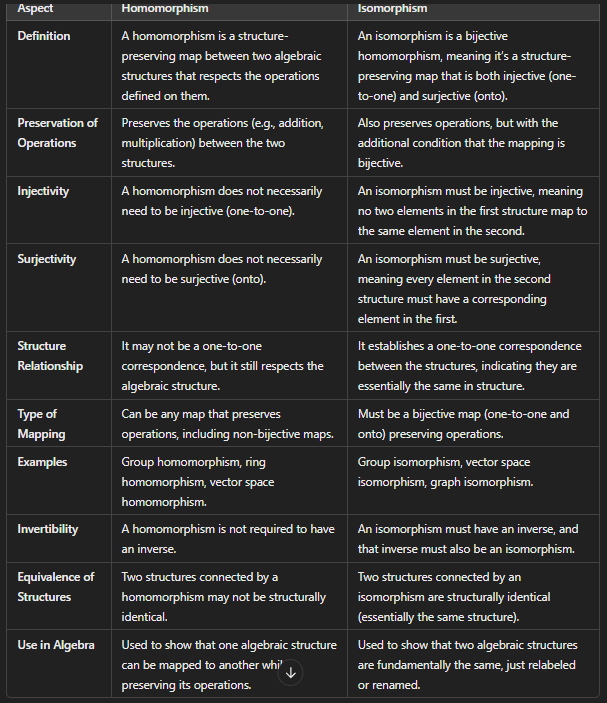 Aspect Homomorphism Isomorphism
Definition A homomorphism is a structure- An isomorphism is a bijective
preserving map between two algebraic homomorphism, meaning it's a structure-
structures that respects the operations preserving map that is both injective (one-
defined on them. to-one) and surjective (onto).
Preservation of Preserves the operations (e.g., addition, Also preserves operations, but with the
Operations multiplication) between the two additional condition that the mapping is
structures. bijective.
Injectivity A homomorphism does not necessarily An isomorphism must be injective, meaning
need to be injective (one-to-one). no two elements in the first structure map to
the same element in the second.
Surjectivity A homomorphism does not necessarily An isomorphism must be surjective,
need to be surjective (onto). meaning every element in the second
structure must have a corresponding
element in the first.
Structure It may not be a one-to-one It establishes a one-to-one correspondence
Relationship correspondence, but it still respects the between the structures, indicating they are
algebraic structure. essentially the same in structure.
Type of Can be any map that preserves Must be a bijective map (one-to-one and
Mapping operations, including non-bijective maps. onto) preserving operations.
Examples Group homomorphism, ring Group isomorphism, vector space
homomorphism, vector space isomorphism, graph isomorphism.
homomorphism.
Invertibility A homomorphism is not required to have An isomorphism must have an inverse, and
an inverse. that inverse must also be an isomorphism.
Equivalence of Two structures connected by a Two structures connected by an
Structures homomorphism may not be structurally isomorphism are structurally identical
identical. (essentially the same structure).
Use in Algebra Used to show that one algebraic structure Used to show that two algebraic structures
can be mapped to another are fundamentally the same, just relabeled
preserving its operations. or renamed.